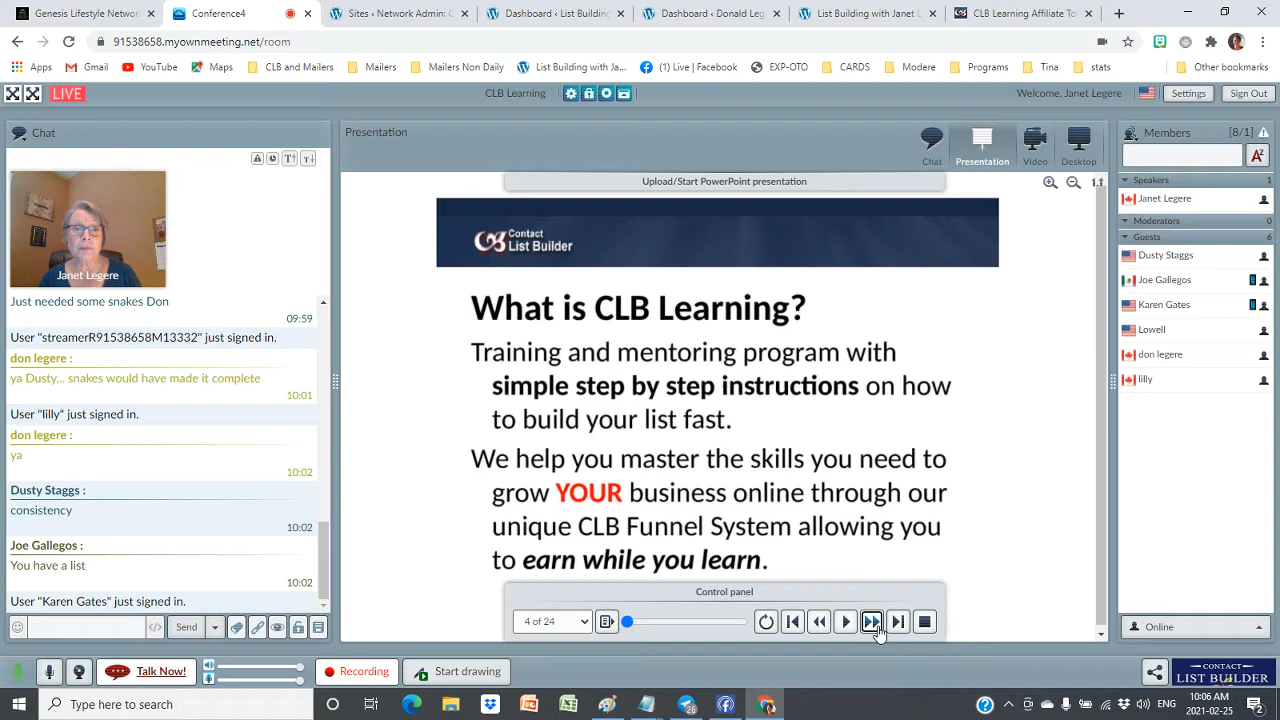 Genesis Lifestyle Networ
Conference4
Sites ‹ Network Admin: C
Dashboard ‹ List Building
Dashboard ‹ Donald Lege
List Building with Janet L
CLB Learning Affiliate To
91538658.myownmeeting.net/room
Apps
Gmail
YouTube
Maps
CLB and Mailers
Mailers
Mailers Non Daily
List Building with Ja...
(1) Live | Facebook
EXP-OTO
CARDS
Modere
Programs
Tina
stats
Other bookmarks
LIVE
CLB Learning
Welcome, Janet Legere
Settings
Sign Out
Chat
Janet Legere
Just needed some snakes Don
09:59
User "streamerR91538658M13332" just signed in.
don legere :
ya Dusty... snakes would have made it complete
10:01
User "lilly" just signed in.
don legere :
ya
10:02
Dusty Staggs :
consistency
10:02
Joe Gallegos :
You have a list
10:02
User "Karen Gates" just signed in.
Send
Presentation
Chat
Presentation
Video
Desktop
Upload/Start PowerPoint presentation
1:1
Contact
List Builder
What is CLB Learning?
Training and mentoring program with
simple step by step instructions on how
to build your list fast.
We help you master the skills you need to
grow YOUR business online through our
unique CLB Funnel System allowing you
to earn while you learn.
Control panel
4 of 24
Members
[8/1]
Speakers 1
Janet Legere
Moderators 0
Guests 6
Dusty Staggs
Joe Gallegos
Karen Gates
Lowell
don legere
lilly
Online
Talk Now!
Recording
Start drawing
CONTACT
LIST BUILDER
Type here to search
26
ENG
10:06 AM
2021-02-25